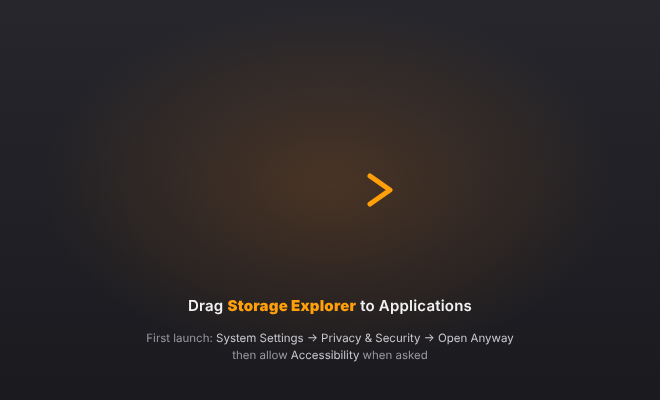 Drag Storage Explorer to Applications
First launch: System Settings → Privacy & Security → Open Anyway
then allow Accessibility when asked